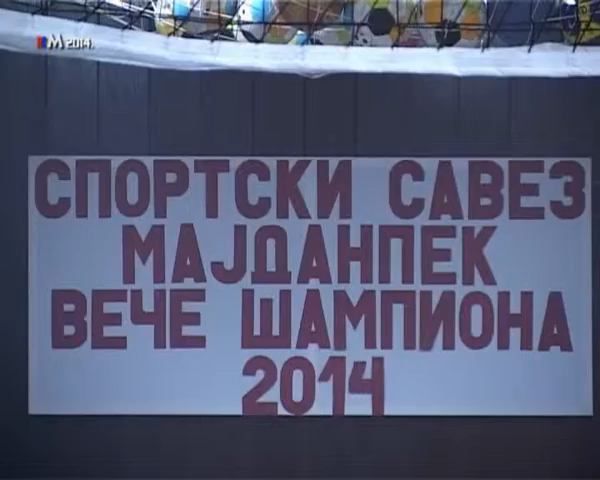 М 2014.
СПОРТСКИ САВЕЗ
МАЈДАНПЕК
ВЕЧЕ ШАМПИОНА
2014